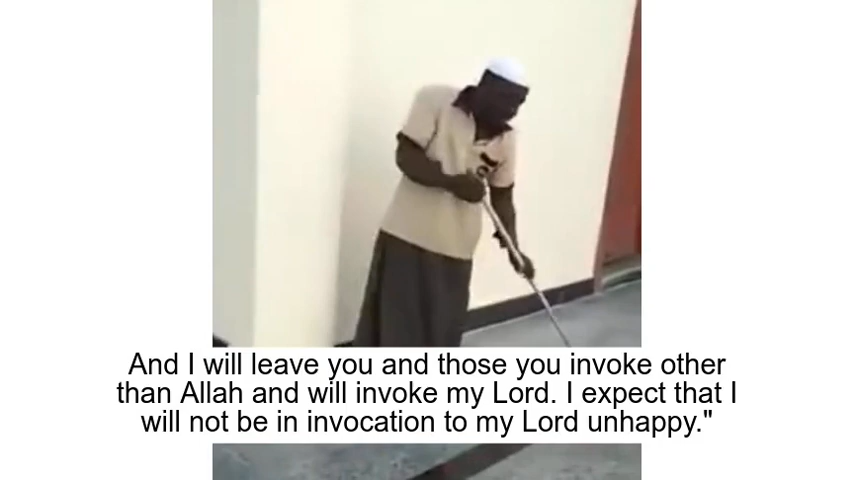 And I will leave you and those you invoke other
than Allah and will invoke my Lord. I expect that I
will not be in invocation to my Lord unhappy."